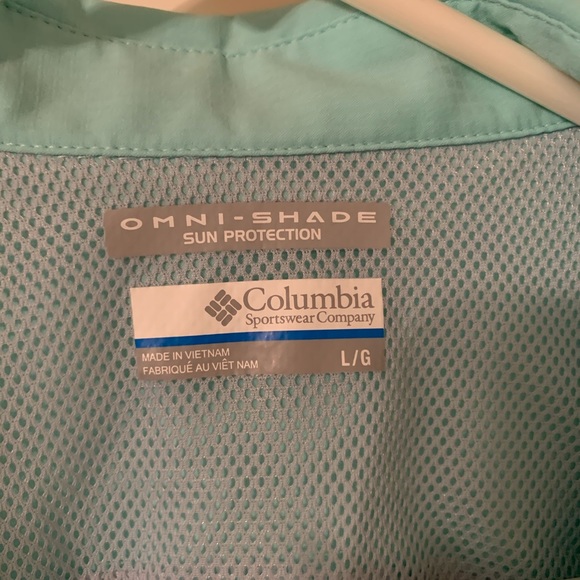 OMNI-SHADE
SUN PROTECTION
Columbia
Sportswear Company
MADE IN VIETNAM
FABRIQUÉ AU VIÊT NAM
L/G